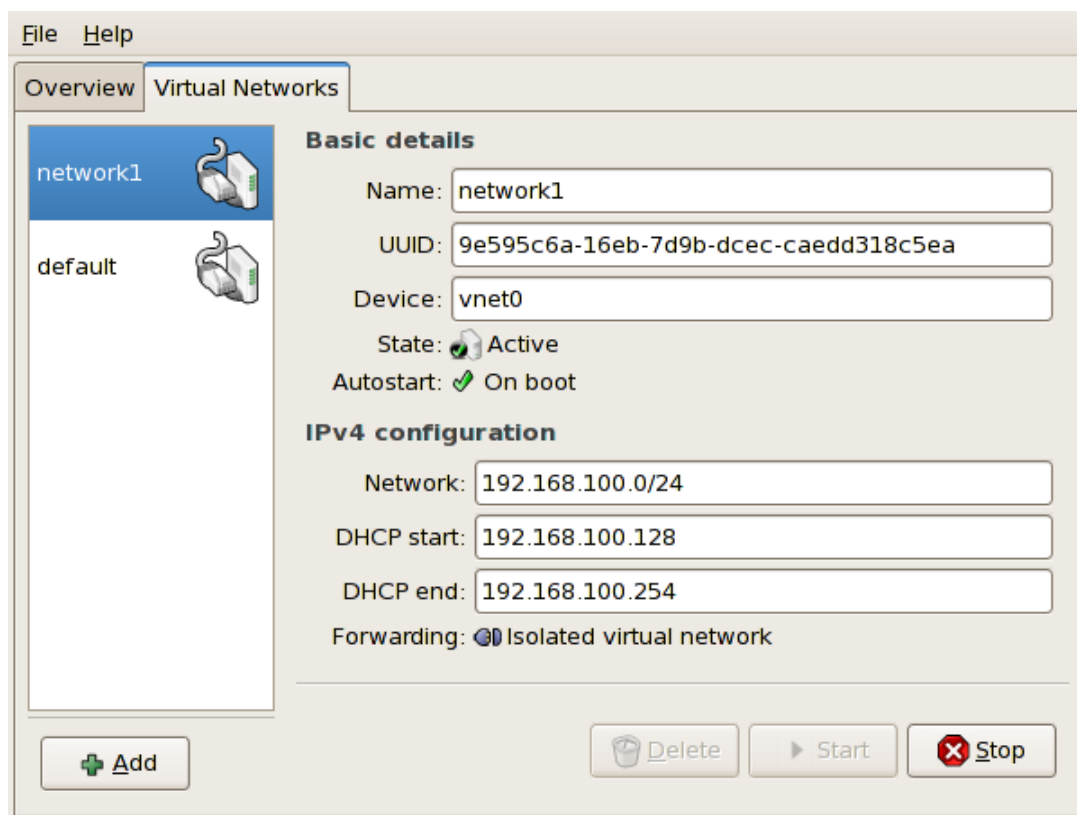 File Help
Overview Virtual Networks
network1
default
Basic details
Name: network1
UUID: 9e595c6a-16eb-7d9b-dcec-caedd318c5ea
Device: vnet0
State: Active
Autostart: On boot
IPv4 configuration
Network: 192.168.100.0/24
DHCP start: 192.168.100.128
DHCP end: 192.168.100.254
Forwarding: Isolated virtual network
Add
Delete Start Stop